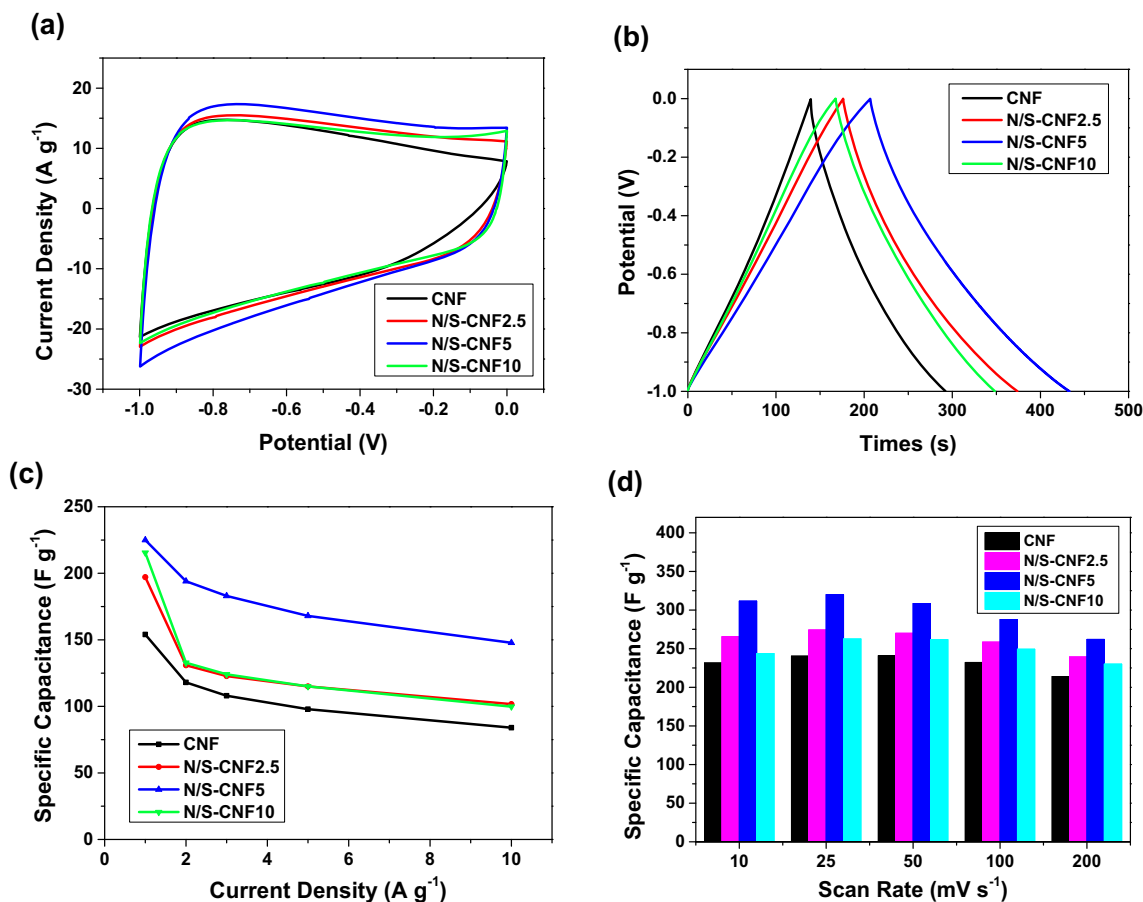 (a)
20
10
0
-10
-20
-30
Current Density (A g⁻¹)
-1.0 -0.8 -0.6 -0.4 -0.2 0.0
Potential (V)
CNF
N/S-CNF2.5
N/S-CNF5
N/S-CNF10
(b)
0.0
-0.2
-0.4
-0.6
-0.8
-1.0
Potential (V)
0 100 200 300 400 500
Times (s)
CNF
N/S-CNF2.5
N/S-CNF5
N/S-CNF10
(c)
250
200
150
100
50
0
Specific Capacitance (F g⁻¹)
0 2 4 6 8 10
Current Density (A g⁻¹)
CNF
N/S-CNF2.5
N/S-CNF5
N/S-CNF10
(d)
400
350
300
250
200
150
100
50
0
Specific Capacitance (F g⁻¹)
10 25 50 100 200
Scan Rate (mV s⁻¹)
CNF
N/S-CNF2.5
N/S-CNF5
N/S-CNF10